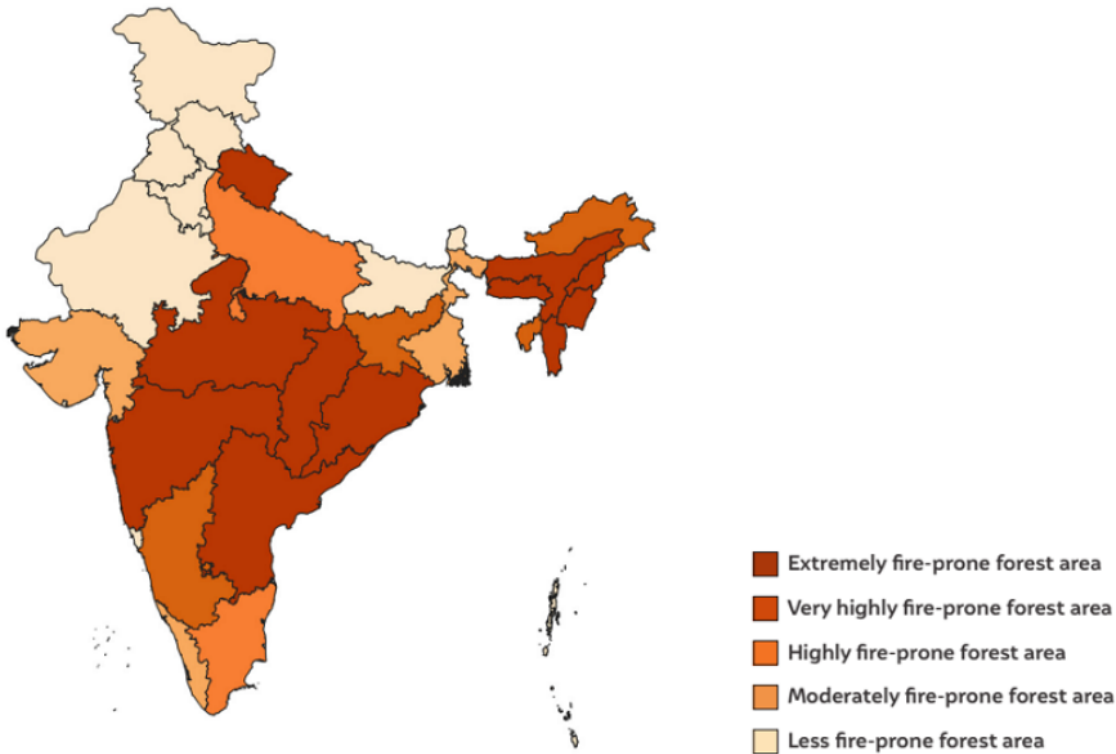 Extremely fire-prone forest area
Very highly fire-prone forest area
Highly fire-prone forest area
Moderately fire-prone forest area
Less fire-prone forest area